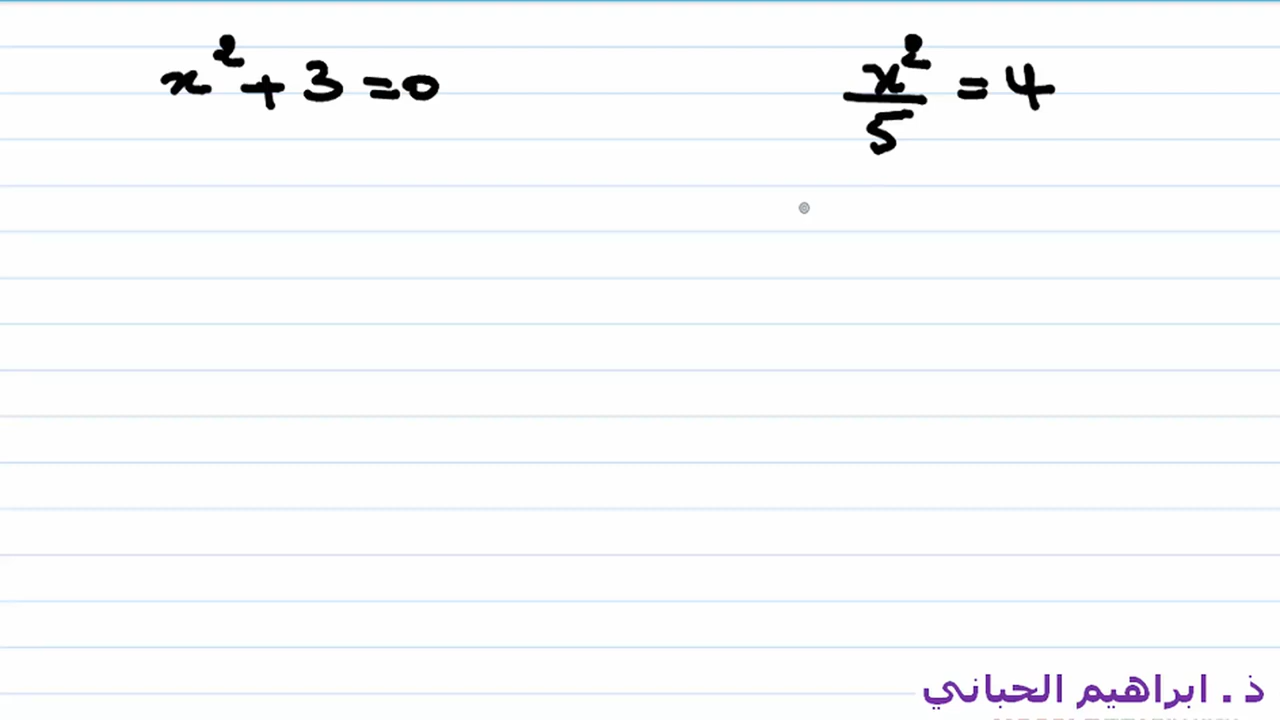 x² + 3 = 0
x²/5 = 4
ذ . ابراهيم الحباني